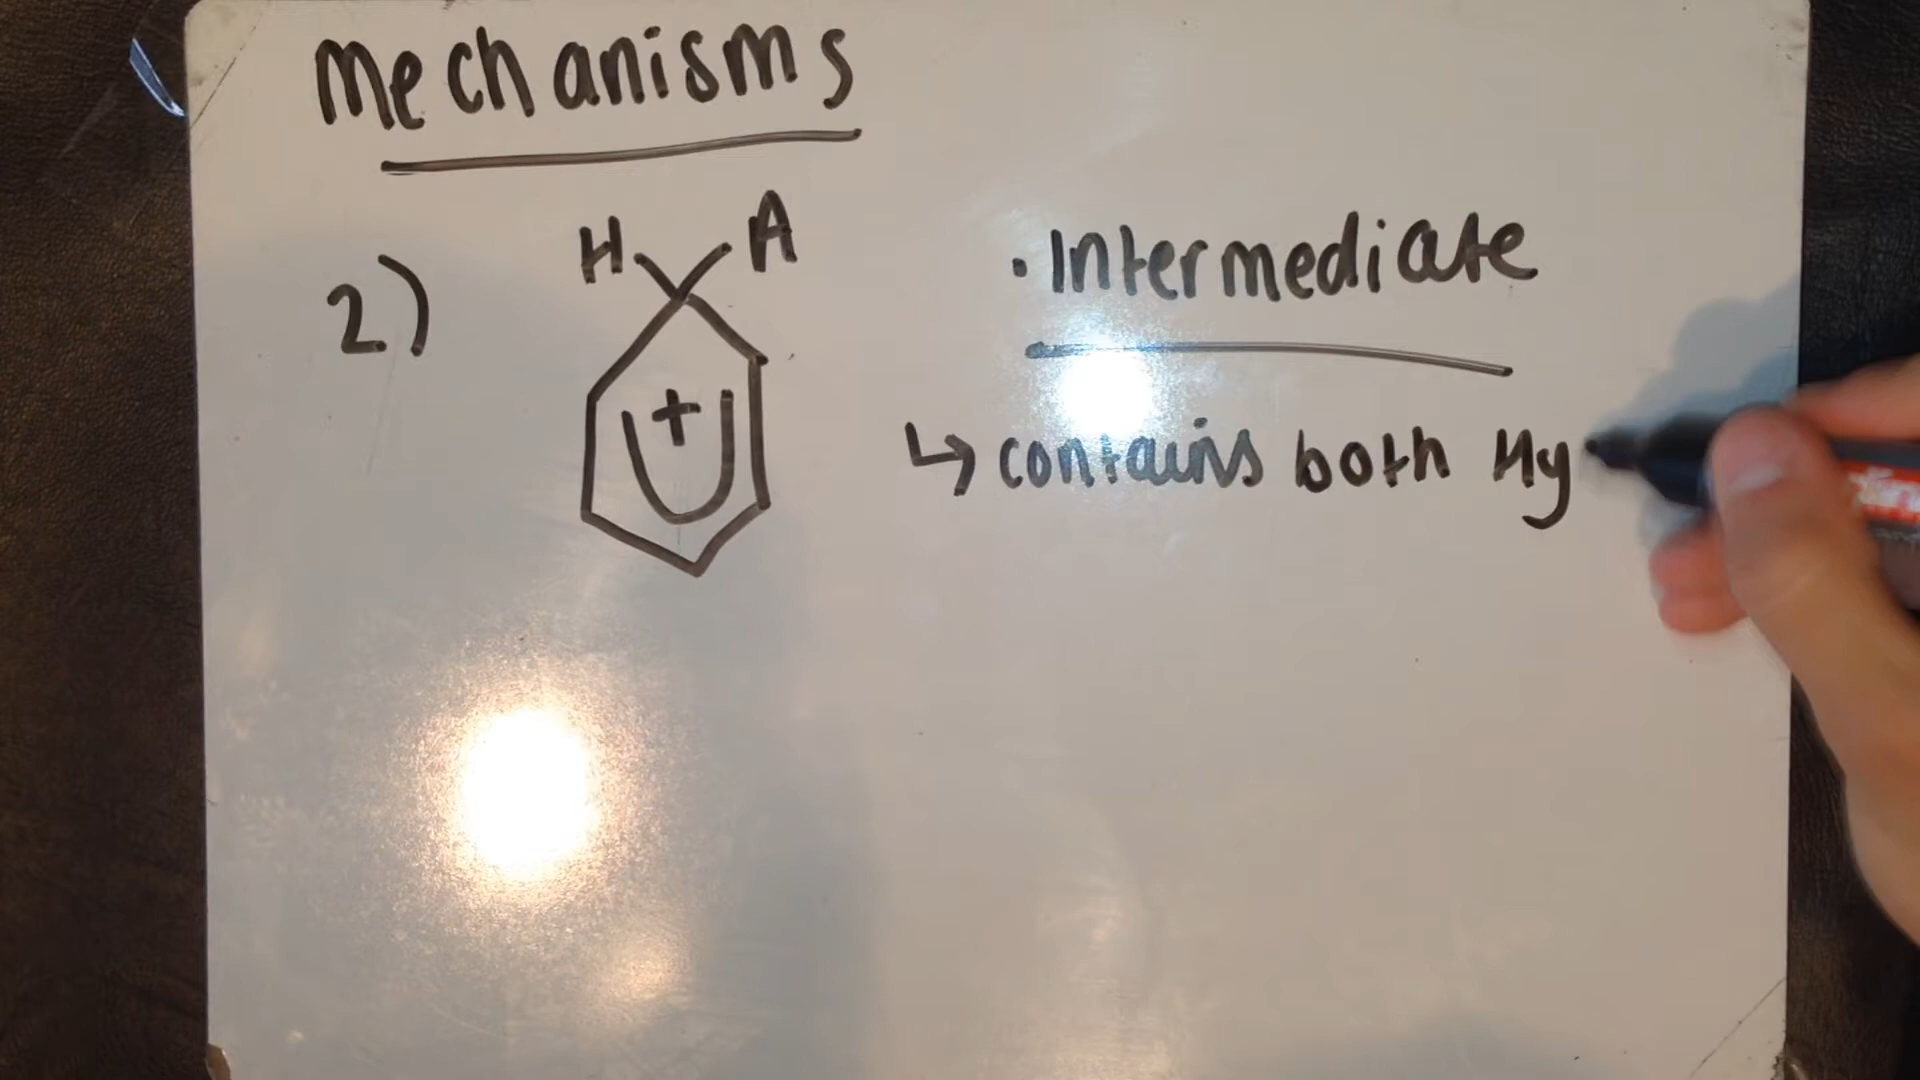 Mechanisms
2)
H A
+
• Intermediate
↳ contains both Hy